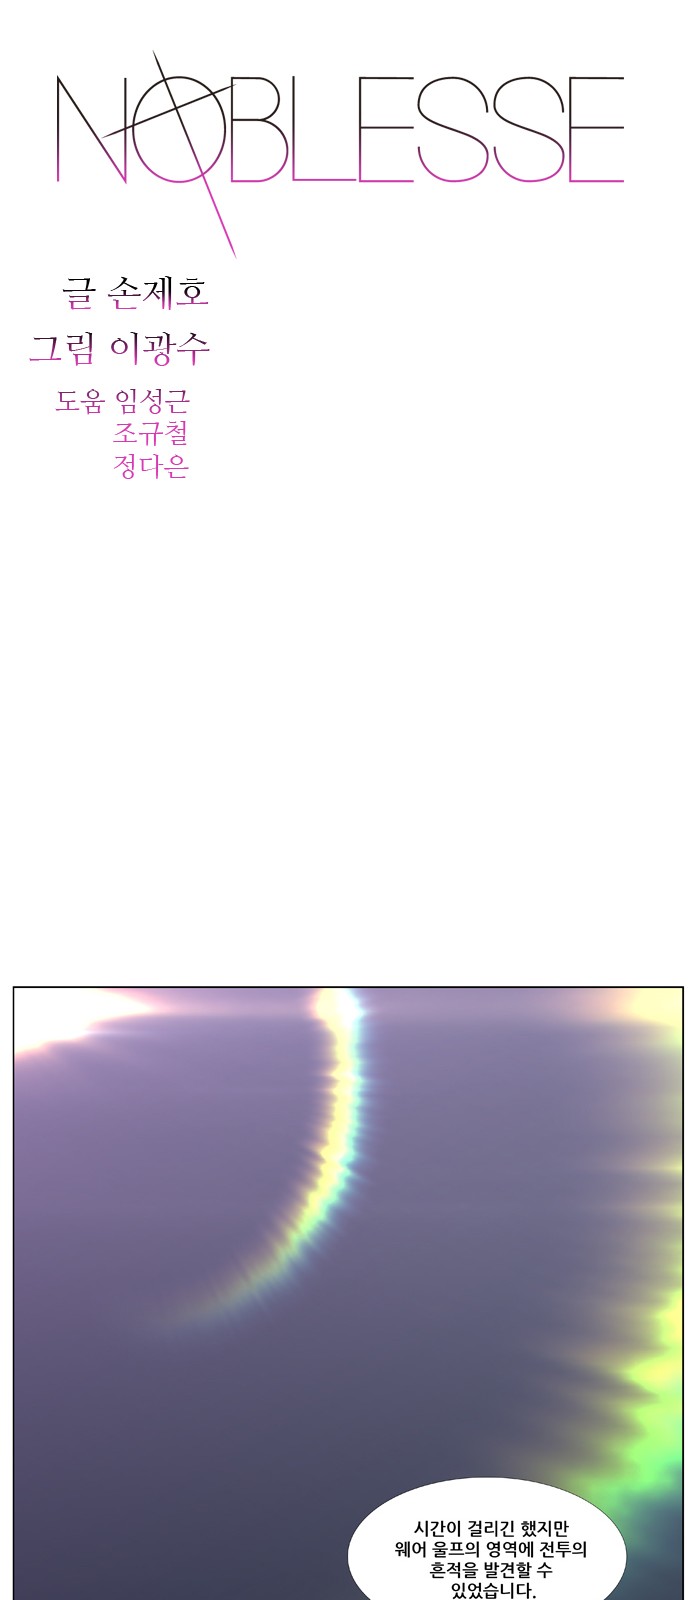 NOBLESSE
글 손제호
그림 이광수
도움 임성근
조규철
정다은
시간이 걸리긴 했지만
웨어 울프의 영역에 전투의
흔적을 발견할 수
있었습니다.